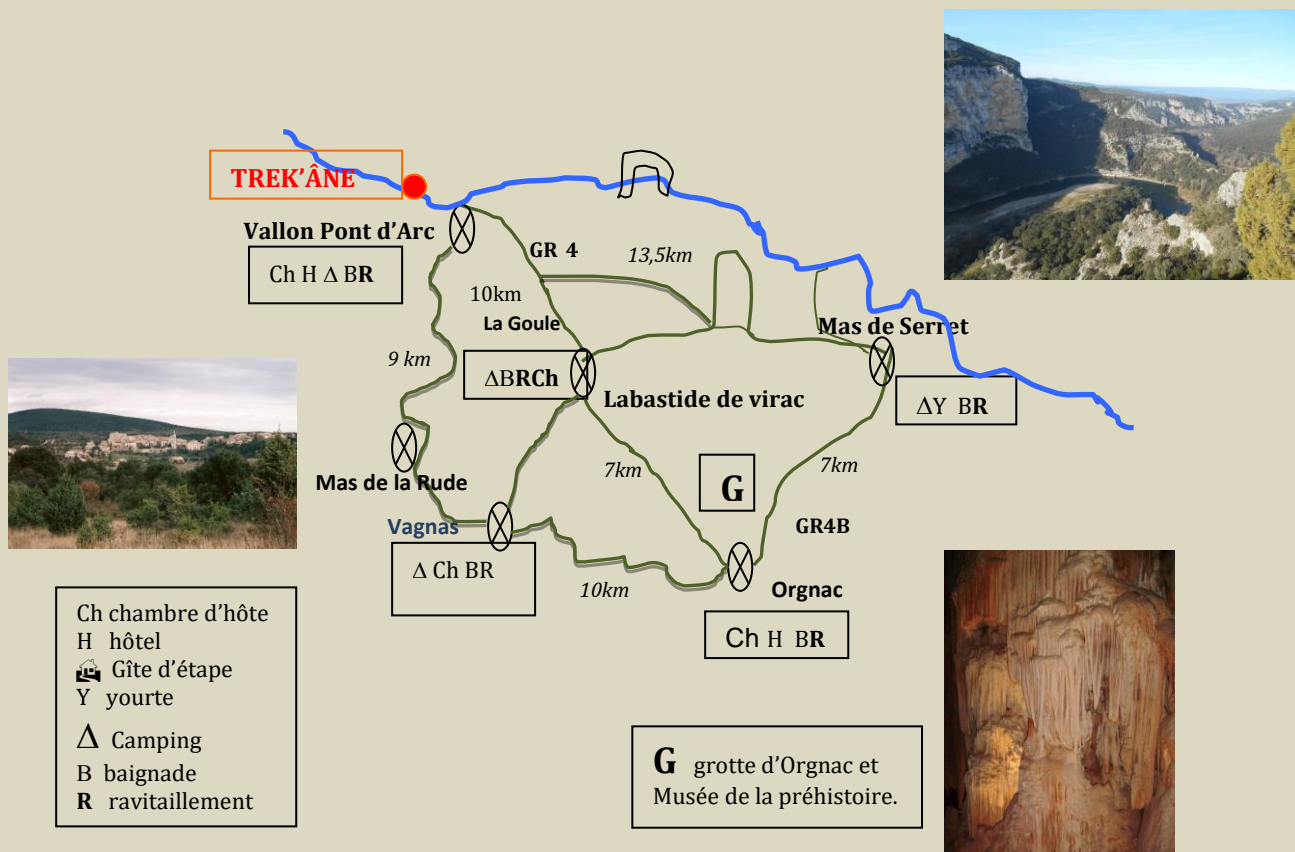 TREK'ÂNE
Vallon Pont d'Arc
Ch H Δ BR
GR 4
13,5km
10km
La Goule
Mas de Serret
9 km
ΔBRCh
Labastide de virac
ΔY BR
7km
7km
G
Mas de la Rude
Vagnas
GR4B
Δ Ch BR
10km
Orgnac
Ch H BR
Ch chambre d'hôte
H hôtel
Gîte d'étape
Y yourte
Δ Camping
B baignade
R ravitaillement
G grotte d'Orgnac et
Musée de la préhistoire.